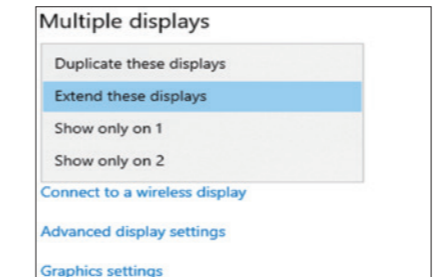 Multiple displays
Duplicate these displays
Extend these displays
Show only on 1
Show only on 2
Connect to a wireless display
Advanced display settings
Graphics settings